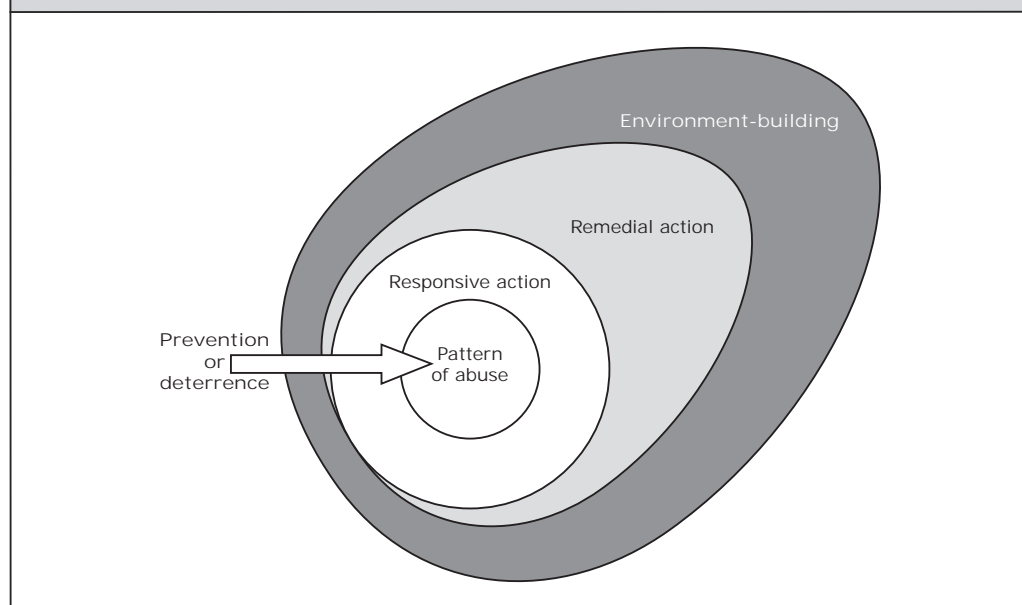 Environment-building
Remedial action
Responsive action
Prevention
or
deterrence
Pattern
of abuse